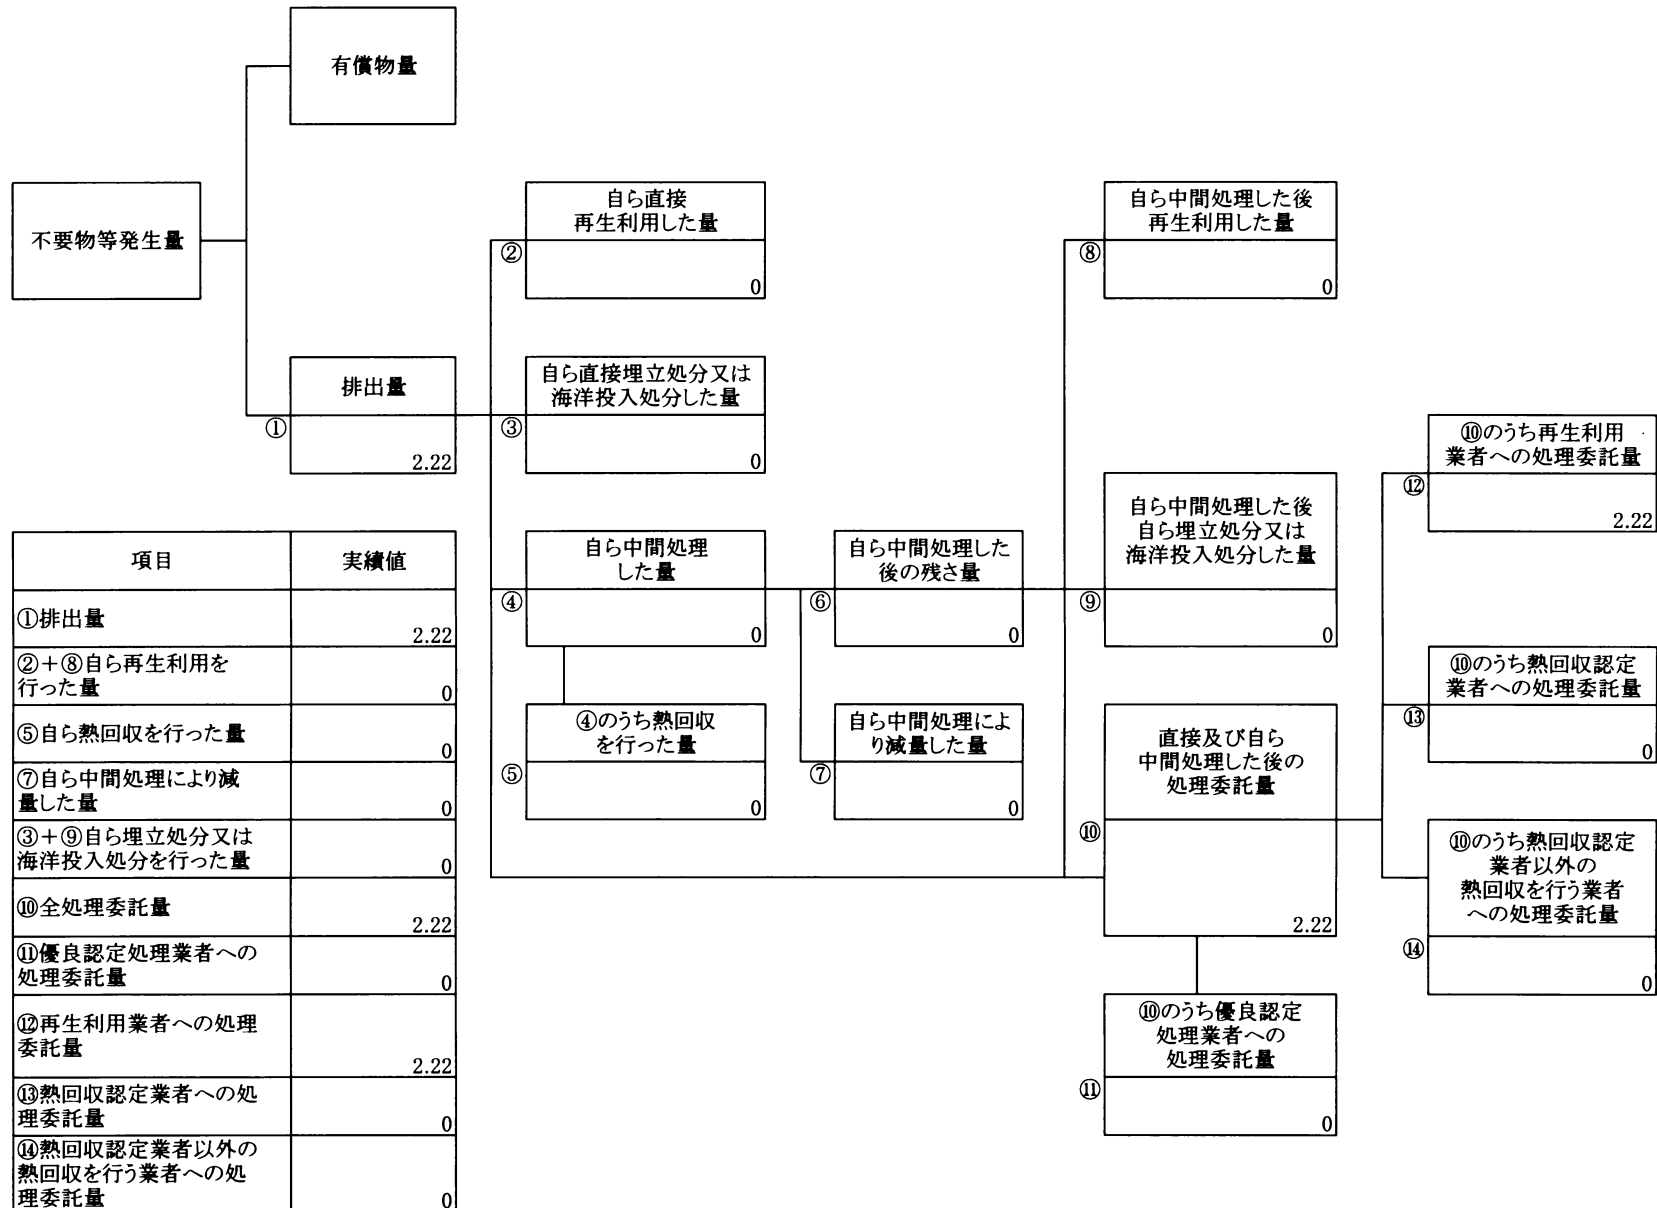 有償物量
不要物等発生量
排出量
①
2.22
自ら直接
再生利用した量
②
0
自ら直接埋立処分又は
海洋投入処分した量
③
0
自ら中間処理
した量
④
0
④のうち熱回収
を行った量
⑤
0
自ら中間処理した
後の残さ量
⑥
0
自ら中間処理によ
り減量した量
⑦
0
自ら中間処理した後
再生利用した量
⑧
0
自ら中間処理した後
自ら埋立処分又は
海洋投入処分した量
⑨
0
直接及び自ら
中間処理した後の
処理委託量
⑩
2.22
⑩のうち優良認定
処理業者への
処理委託量
⑪
0
⑩のうち再生利用
業者への処理委託量
⑫
2.22
⑩のうち熱回収認定
業者への処理委託量
⑬
0
⑩のうち熱回収認定
業者以外の
熱回収を行う業者
への処理委託量
⑭
0
項目 実績値
①排出量
2.22
②+⑧自ら再生利用を
行った量
0
⑤自ら熱回収を行った量
0
⑦自ら中間処理により減
量した量
0
③+⑨自ら埋立処分又は
海洋投入処分を行った量
0
⑩全処理委託量
2.22
⑪優良認定処理業者への
処理委託量
0
⑫再生利用業者への処理
委託量
2.22
⑬熱回収認定業者への処
理委託量
0
⑭熱回収認定業者以外の
熱回収を行う業者への処
理委託量
0